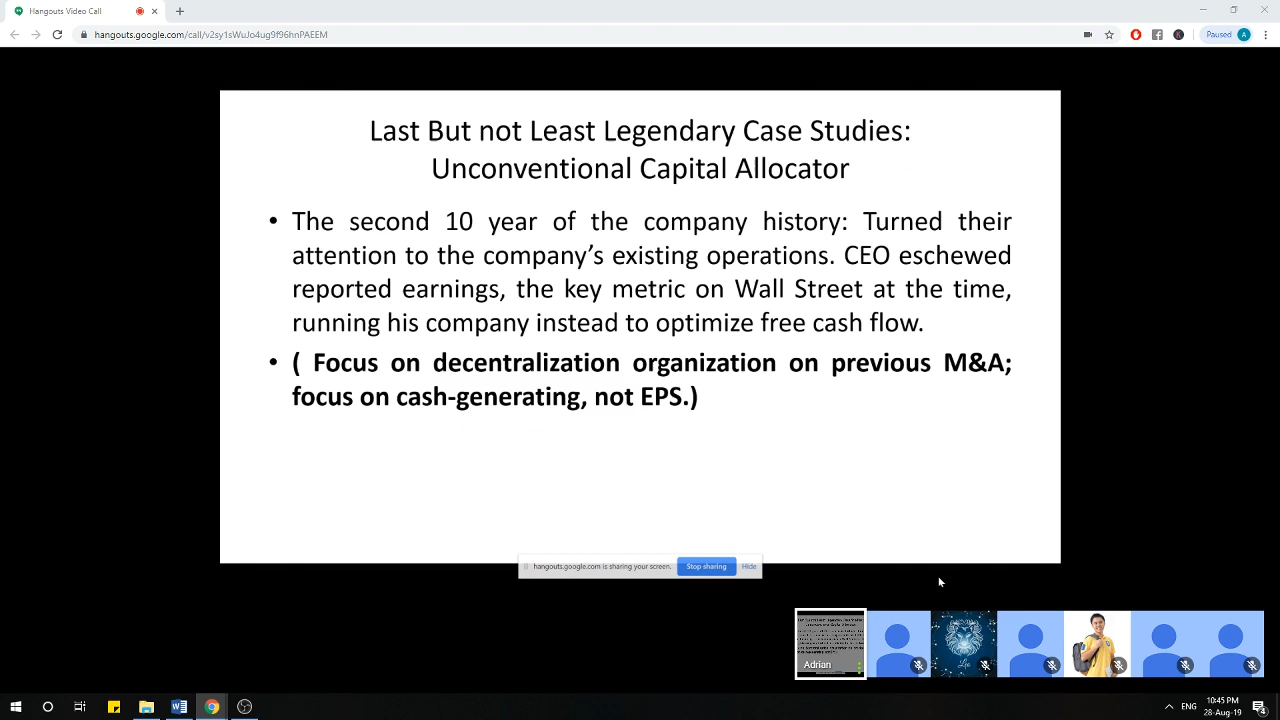 Hangouts Video Call
hangouts.google.com/call/v2sy1sWuJo4ug9f96hnPAEEM
Paused
A
Last But not Least Legendary Case Studies:
Unconventional Capital Allocator
• The second 10 year of the company history: Turned their
attention to the company’s existing operations. CEO eschewed
reported earnings, the key metric on Wall Street at the time,
running his company instead to optimize free cash flow.
• ( Focus on decentralization organization on previous M&A;
focus on cash-generating, not EPS.)
hangouts.google.com is sharing your screen.
Stop sharing
Hide
Adrian
ENG
10:45 PM
28-Aug-19
4